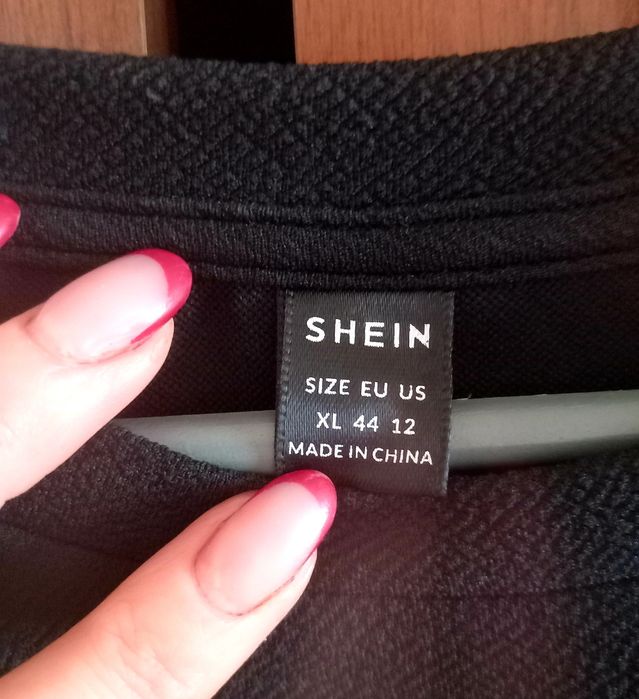 SHEIN
SIZE EU US
XL 44 12
MADE IN CHINA